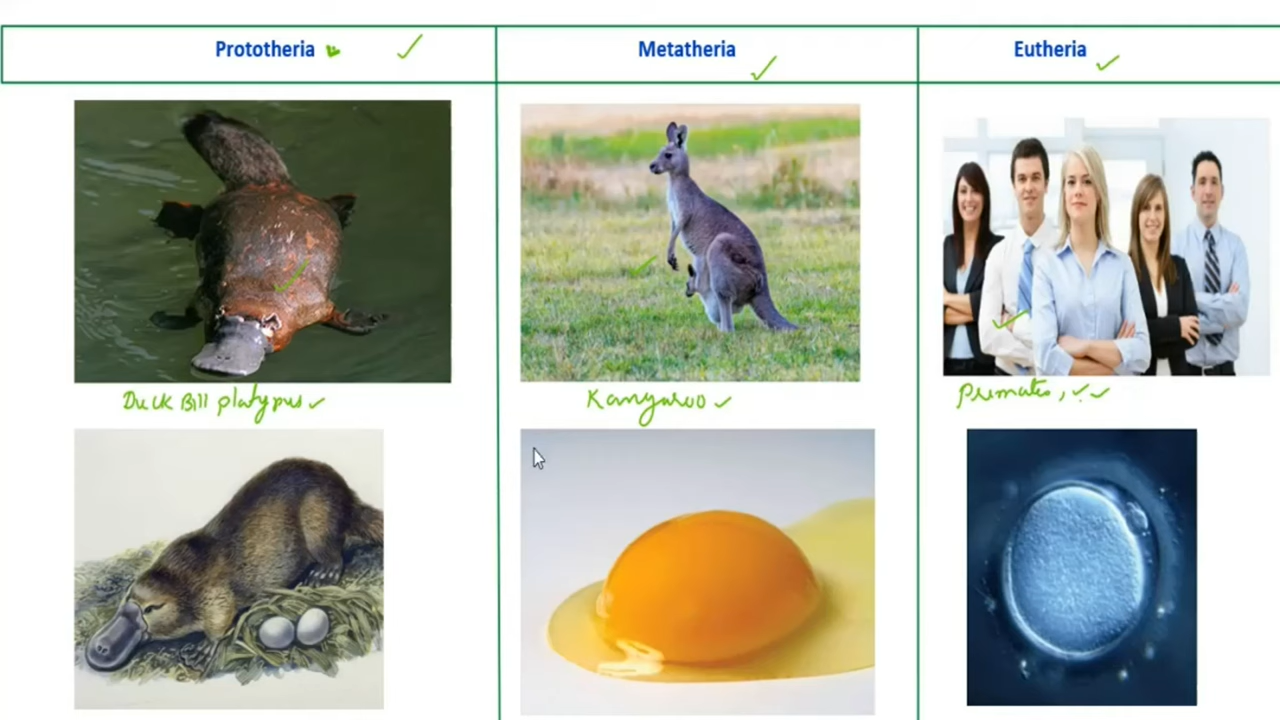 Prototheria
Metatheria
Eutheria
Duck Bill platypus
Kangaroo
Primates,